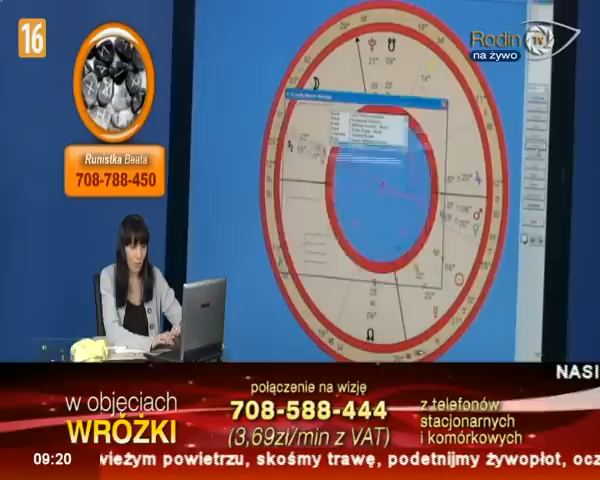 16
Rodin TV
na żywo
Runistka Beata
708-788-450
w objęciach
WRÓŻKI
połączenie na wizję
708-588-444
(3,69zł/min z VAT)
z telefonów
stacjonarnych
i komórkowych
NASI
09:20
wieżym powietrzu, skośmy trawę, podetnijmy żywopłot, ocz